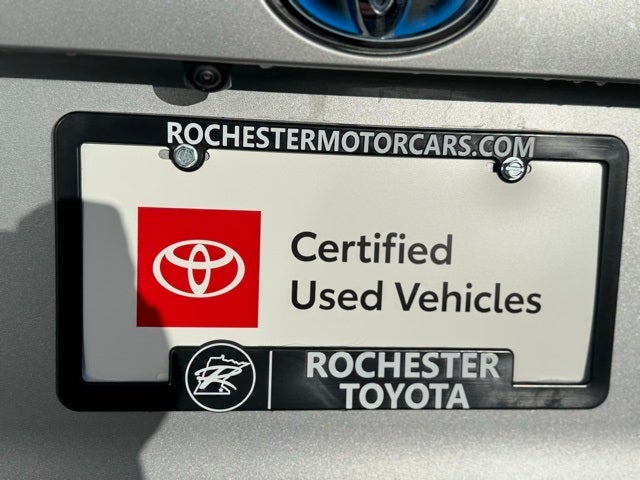 ROCHESTERMOTORCARS.COM
Certified
Used Vehicles
ROCHESTER
TOYOTA